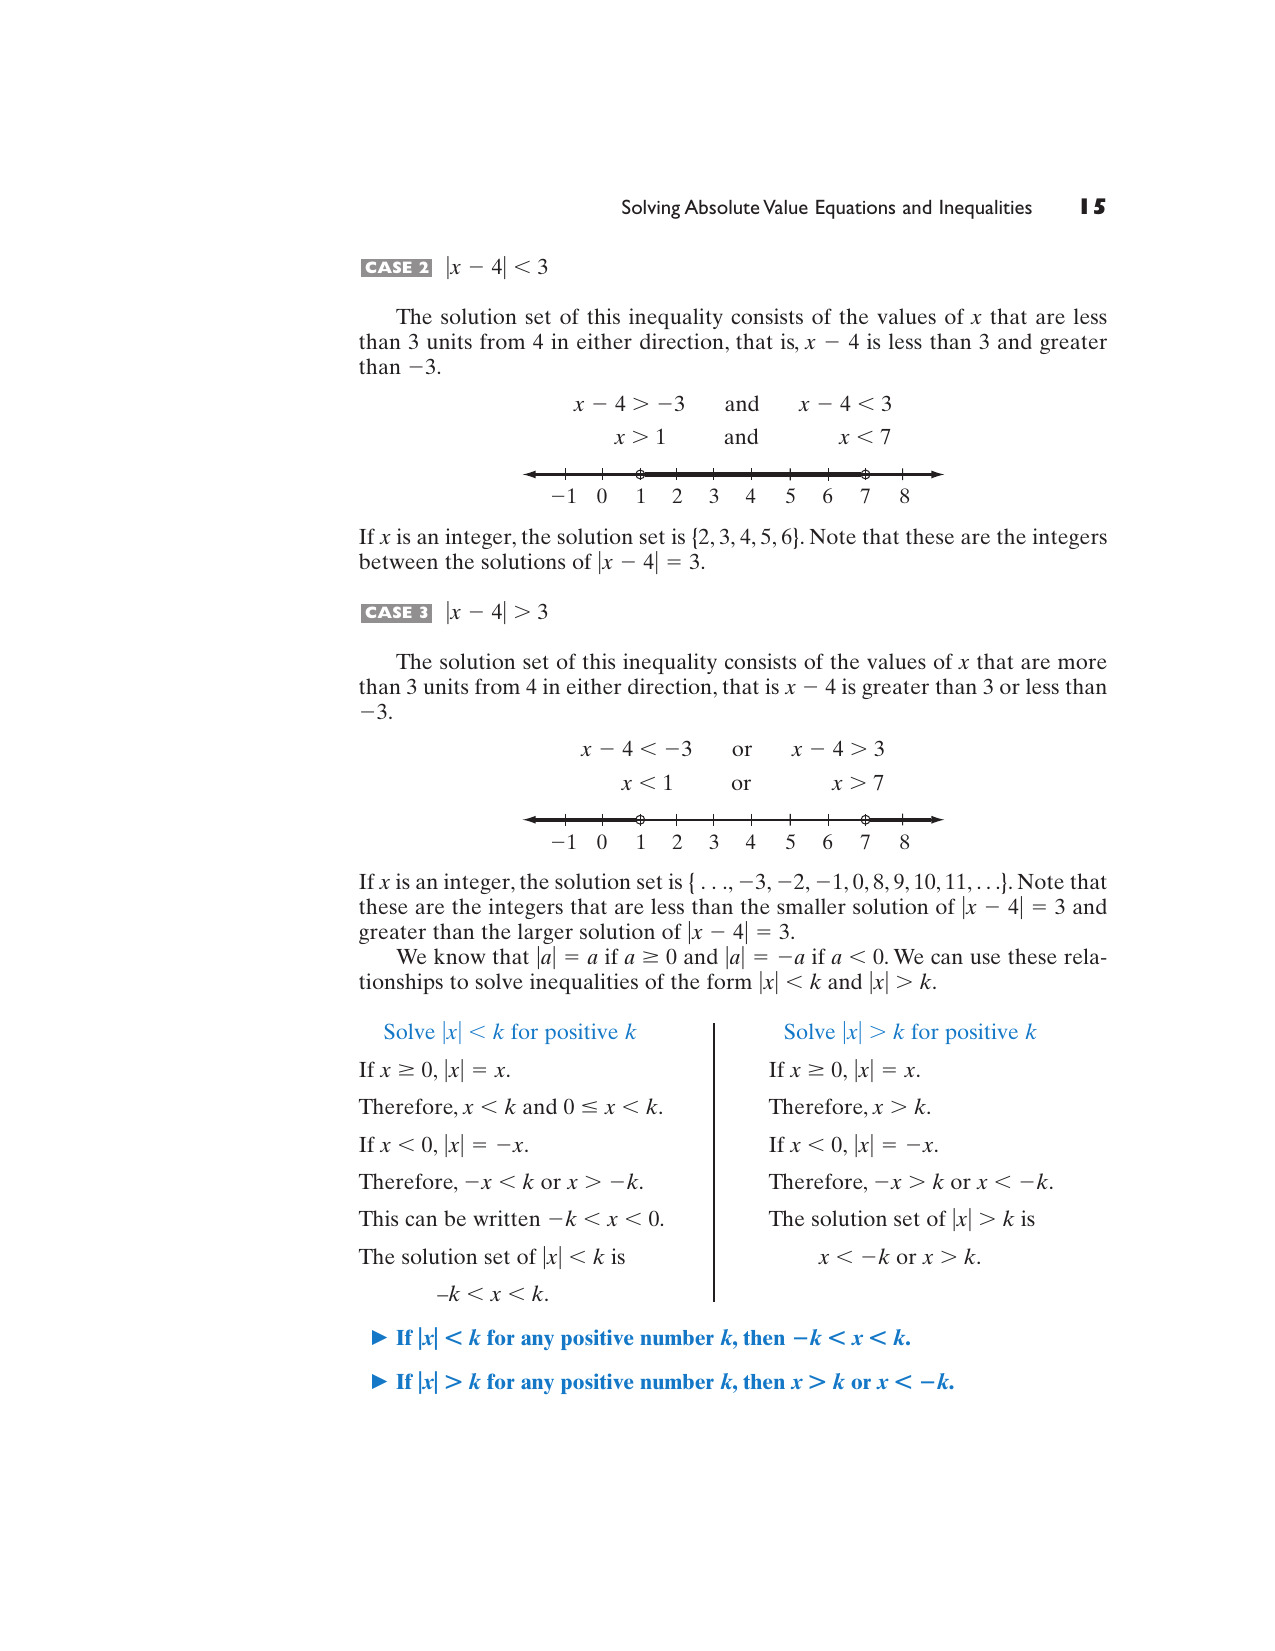 Solving Absolute Value Equations and Inequalities 15
CASE 2 |x − 4| < 3
The solution set of this inequality consists of the values of x that are less
than 3 units from 4 in either direction, that is, x − 4 is less than 3 and greater
than −3.
x − 4 > −3 and x − 4 < 3
x > 1 and x < 7
−1 0 1 2 3 4 5 6 7 8
If x is an integer, the solution set is {2, 3, 4, 5, 6}. Note that these are the integers
between the solutions of |x − 4| = 3.
CASE 3 |x − 4| > 3
The solution set of this inequality consists of the values of x that are more
than 3 units from 4 in either direction, that is x − 4 is greater than 3 or less than
−3.
x − 4 < −3 or x − 4 > 3
x < 1 or x > 7
−1 0 1 2 3 4 5 6 7 8
If x is an integer, the solution set is { . . ., −3, −2, −1, 0, 8, 9, 10, 11, . . .}. Note that
these are the integers that are less than the smaller solution of |x − 4| = 3 and
greater than the larger solution of |x − 4| = 3.
We know that |a| = a if a ≥ 0 and |a| = −a if a < 0. We can use these rela-
tionships to solve inequalities of the form |x| < k and |x| > k.
Solve |x| < k for positive k
If x ≥ 0, |x| = x.
Therefore, x < k and 0 ≤ x < k.
If x < 0, |x| = −x.
Therefore, −x < k or x > −k.
This can be written −k < x < 0.
The solution set of |x| < k is
–k < x < k.
Solve |x| > k for positive k
If x ≥ 0, |x| = x.
Therefore, x > k.
If x < 0, |x| = −x.
Therefore, −x > k or x < −k.
The solution set of |x| > k is
x < −k or x > k.
▶ If |x| < k for any positive number k, then −k < x < k.
▶ If |x| > k for any positive number k, then x > k or x < −k.